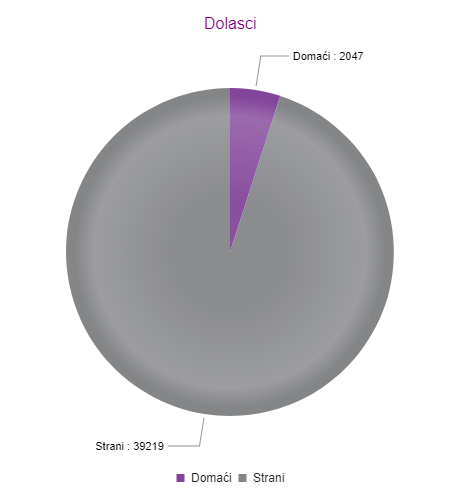 Dolasci
Domaći : 2047
Strani : 39219
Domaći Strani